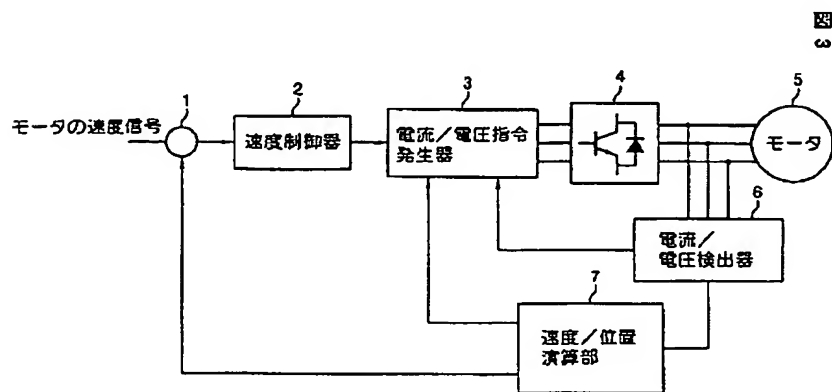 図3
1
2
3
4
5
モータの速度信号
速度制御器
電流/電圧指令
発生器
モータ
6
電流/
電圧検出器
7
速度/位置
演算部